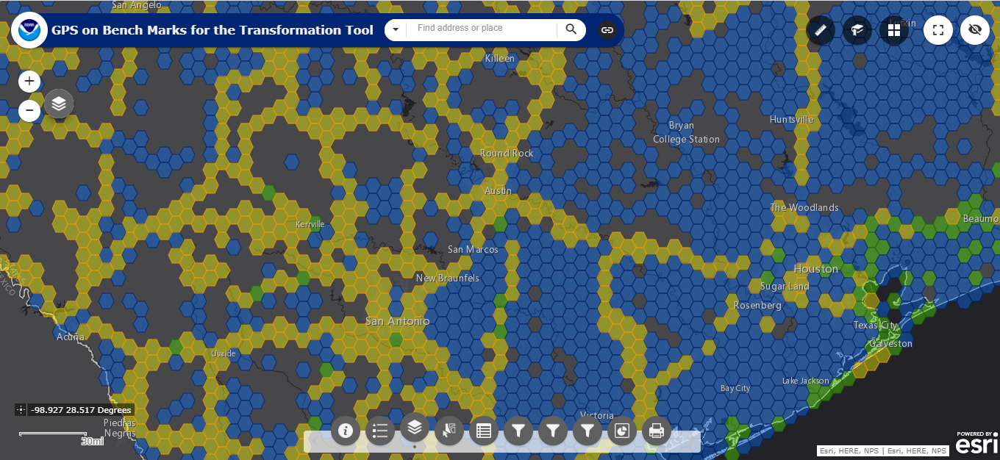 San Angelo
NOAA
GPS on Bench Marks for the Transformation Tool
Find address or place
Lufkin
Killeen
Huntsville
Bryan
College Station
Round Rock
Austin
The Woodlands
Beaumo
Kerrville
San Marcos
Houston
New Braunfels
Sugar Land
Rosenberg
San Antonio
Texas City
Acuña
Galveston
Uvalde
Lake Jackson
Bay City
-98.927 28.517 Degrees
Victoria
Piedras
Negras
30mi
POWERED BY
esri
Esri, HERE, NPS | Esri, HERE, NPS